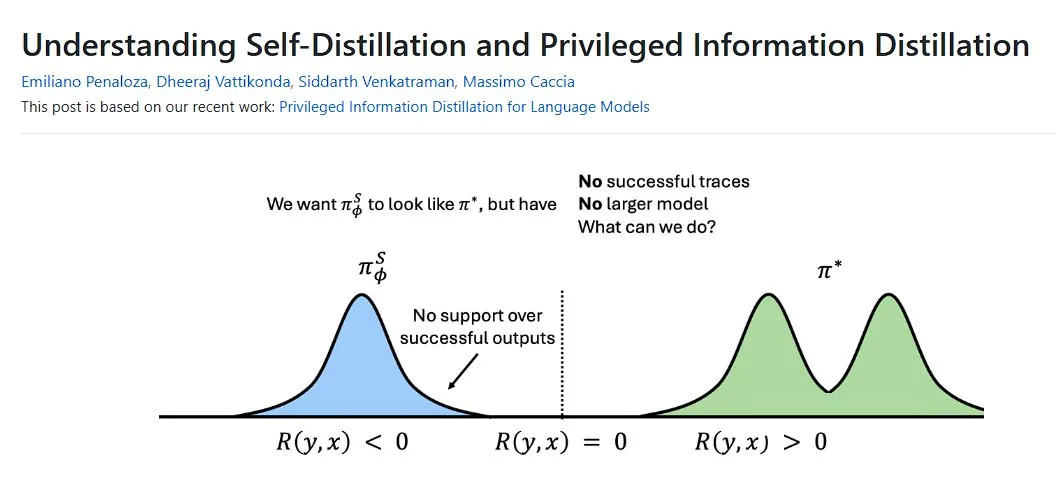 Understanding Self-Distillation and Privileged Information Distillation
Emiliano Penaloza, Dheeraj Vattikonda, Siddarth Venkatraman, Massimo Caccia
This post is based on our recent work: Privileged Information Distillation for Language Models
We want π^S_ϕ to look like π*, but have
No successful traces
No larger model
What can we do?
π^S_ϕ
π*
No support over
successful outputs
R(y,x) < 0
R(y,x) = 0
R(y,x) > 0